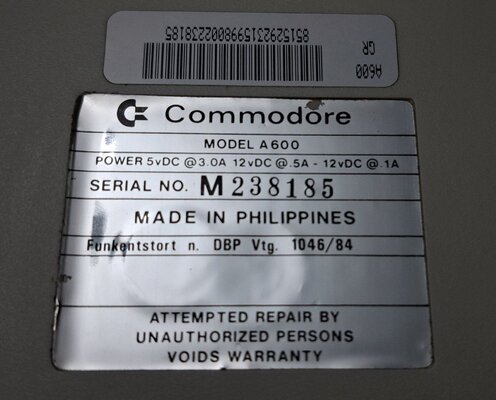 A600
GR
85152923159980002238185
Commodore
MODEL A600
POWER 5vDC @3.0A 12vDC @.5A - 12vDC @.1A
SERIAL NO. M238185
MADE IN PHILIPPINES
Funkentstort n. DBP Vtg. 1046/84
ATTEMPTED REPAIR BY
UNAUTHORIZED PERSONS
VOIDS WARRANTY